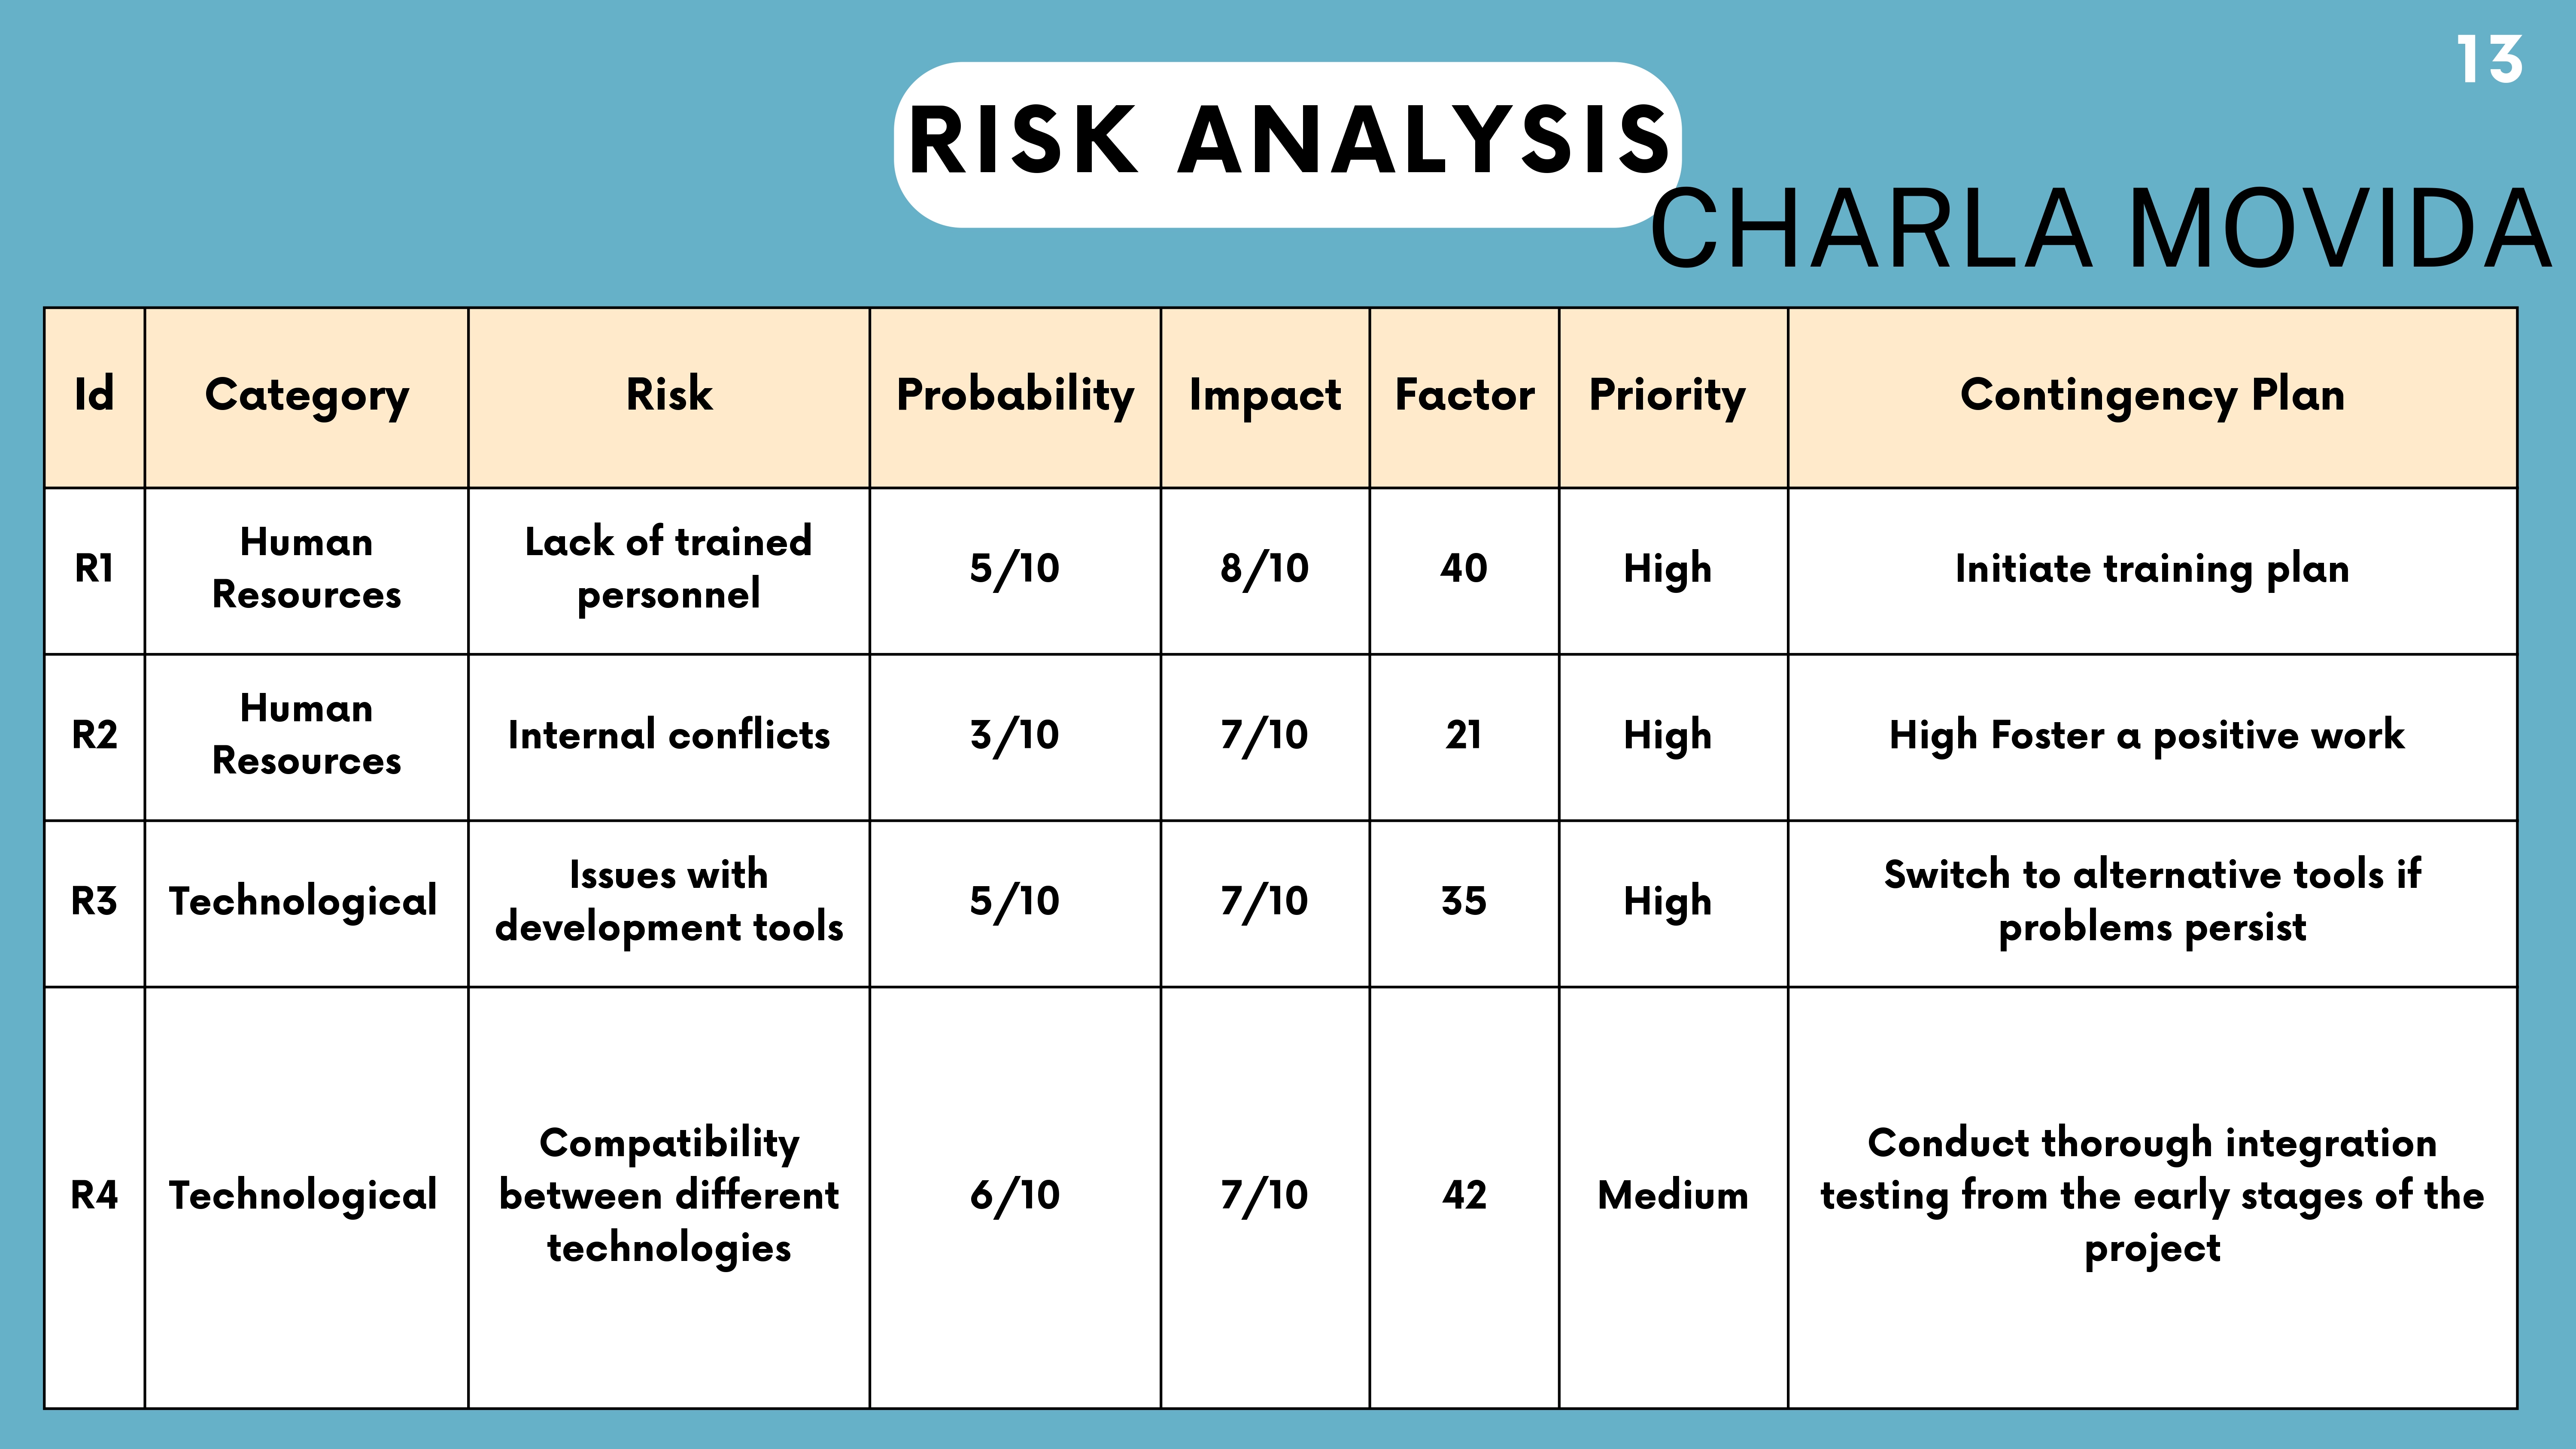 13
RISK ANALYSIS
CHARLA MOVIDA
Id Category Risk Probability Impact Factor Priority Contingency Plan
R1 Human Resources Lack of trained personnel 5/10 8/10 40 High Initiate training plan
R2 Human Resources Internal conflicts 3/10 7/10 21 High High Foster a positive work
R3 Technological Issues with development tools 5/10 7/10 35 High Switch to alternative tools if problems persist
R4 Technological Compatibility between different technologies 6/10 7/10 42 Medium Conduct thorough integration testing from the early stages of the project